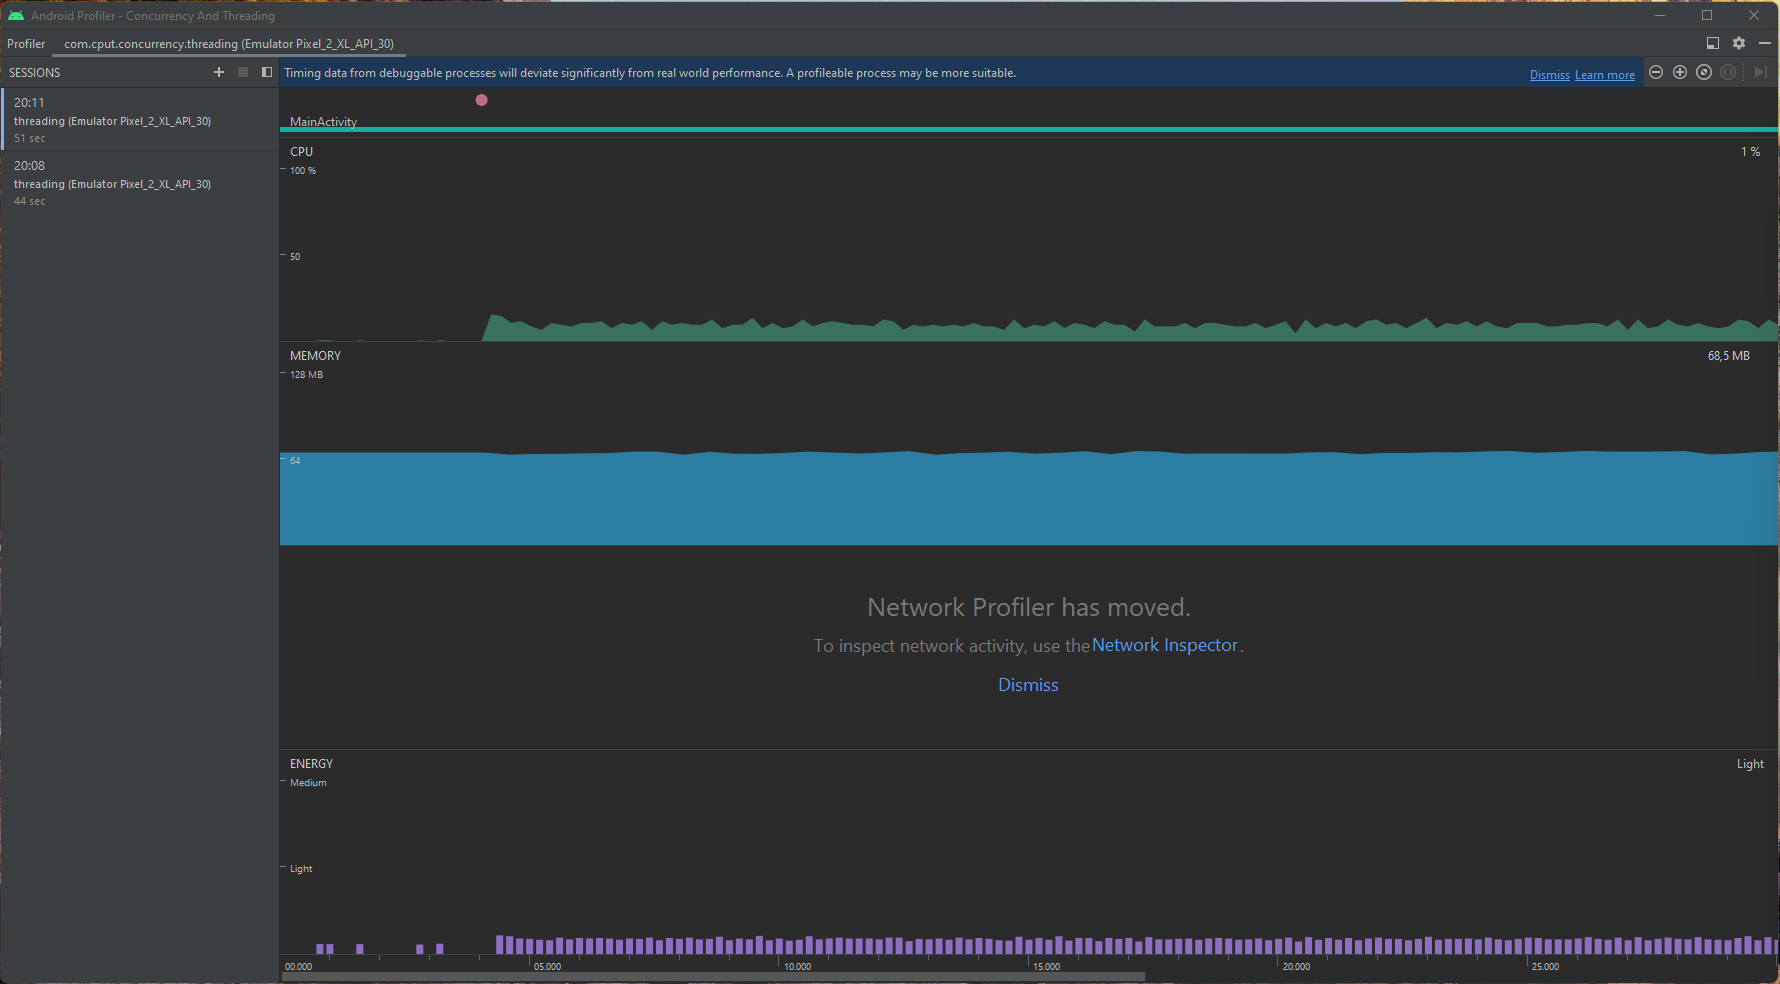 Android Profiler - Concurrency And Threading
Profiler com.cput.concurrency.threading (Emulator Pixel_2_XL_API_30)
SESSIONS
20:11
threading (Emulator Pixel_2_XL_API_30)
51 sec
20:08
threading (Emulator Pixel_2_XL_API_30)
44 sec
Timing data from debuggable processes will deviate significantly from real world performance. A profileable process may be more suitable. Dismiss Learn more
MainActivity
CPU 1 %
100 %
50
MEMORY 68,5 MB
128 MB
64
Network Profiler has moved.
To inspect network activity, use the Network Inspector.
Dismiss
ENERGY Light
Medium
Light
00.000 05.000 10.000 15.000 20.000 25.000